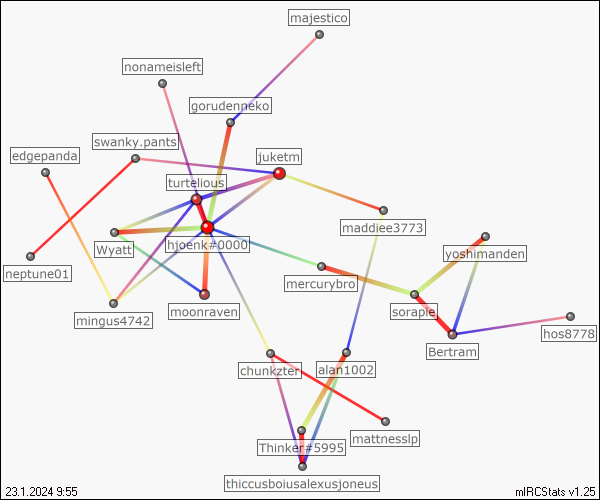 majestico
nonameisleft
gorudenneko
swanky.pants
edgepanda
juketm
turtelious
maddiee3773
Wyatt
hjoenk#0000
yoshimanden
neptune01
mercurybro
mingus4742
moonraven
sorapie
hos8778
Bertram
chunkzter
alan1002
mattnesslp
Thinker#5995
thiccusboiusalexusjoneus
23.1.2024 9:55
mIRCStats v1.25